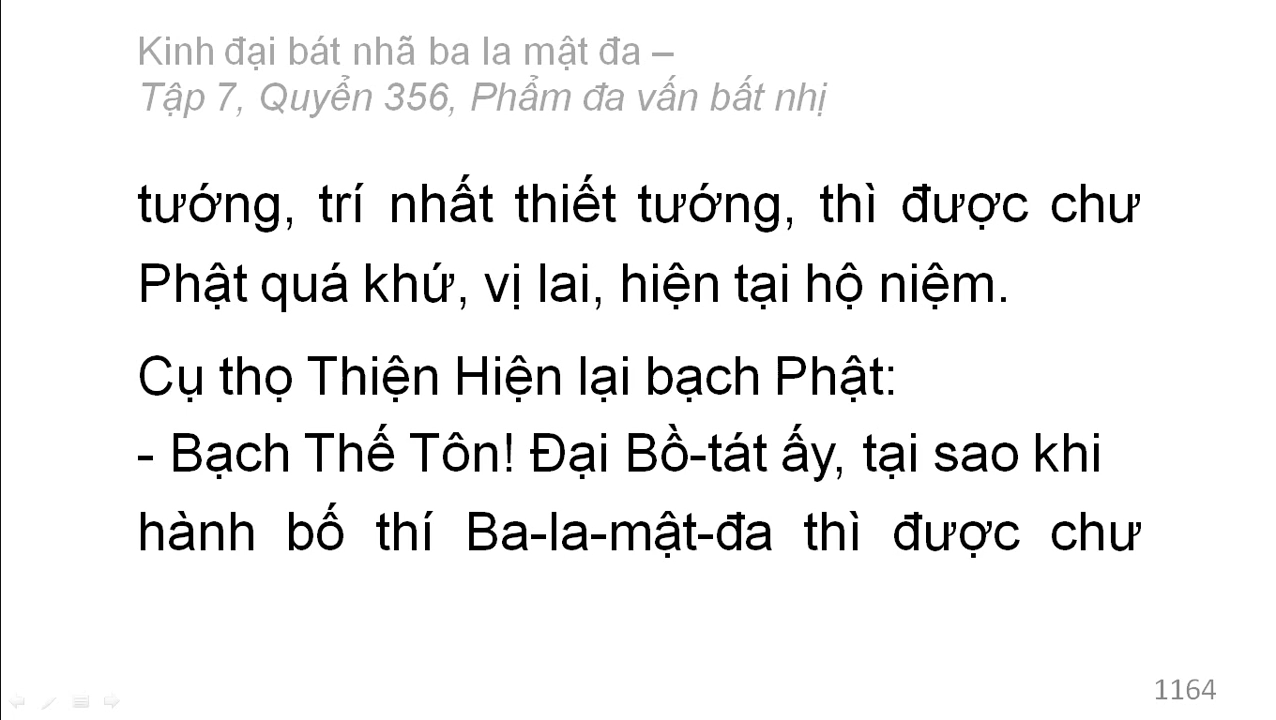 Kinh đại bát nhã ba la mật đa –
Tập 7, Quyển 356, Phẩm đa vấn bất nhị
tướng, trí nhất thiết tướng, thì được chư
Phật quá khứ, vị lai, hiện tại hộ niệm.
Cụ thọ Thiện Hiện lại bạch Phật:
- Bạch Thế Tôn! Đại Bồ-tát ấy, tại sao khi
hành bố thí Ba-la-mật-đa thì được chư
1164